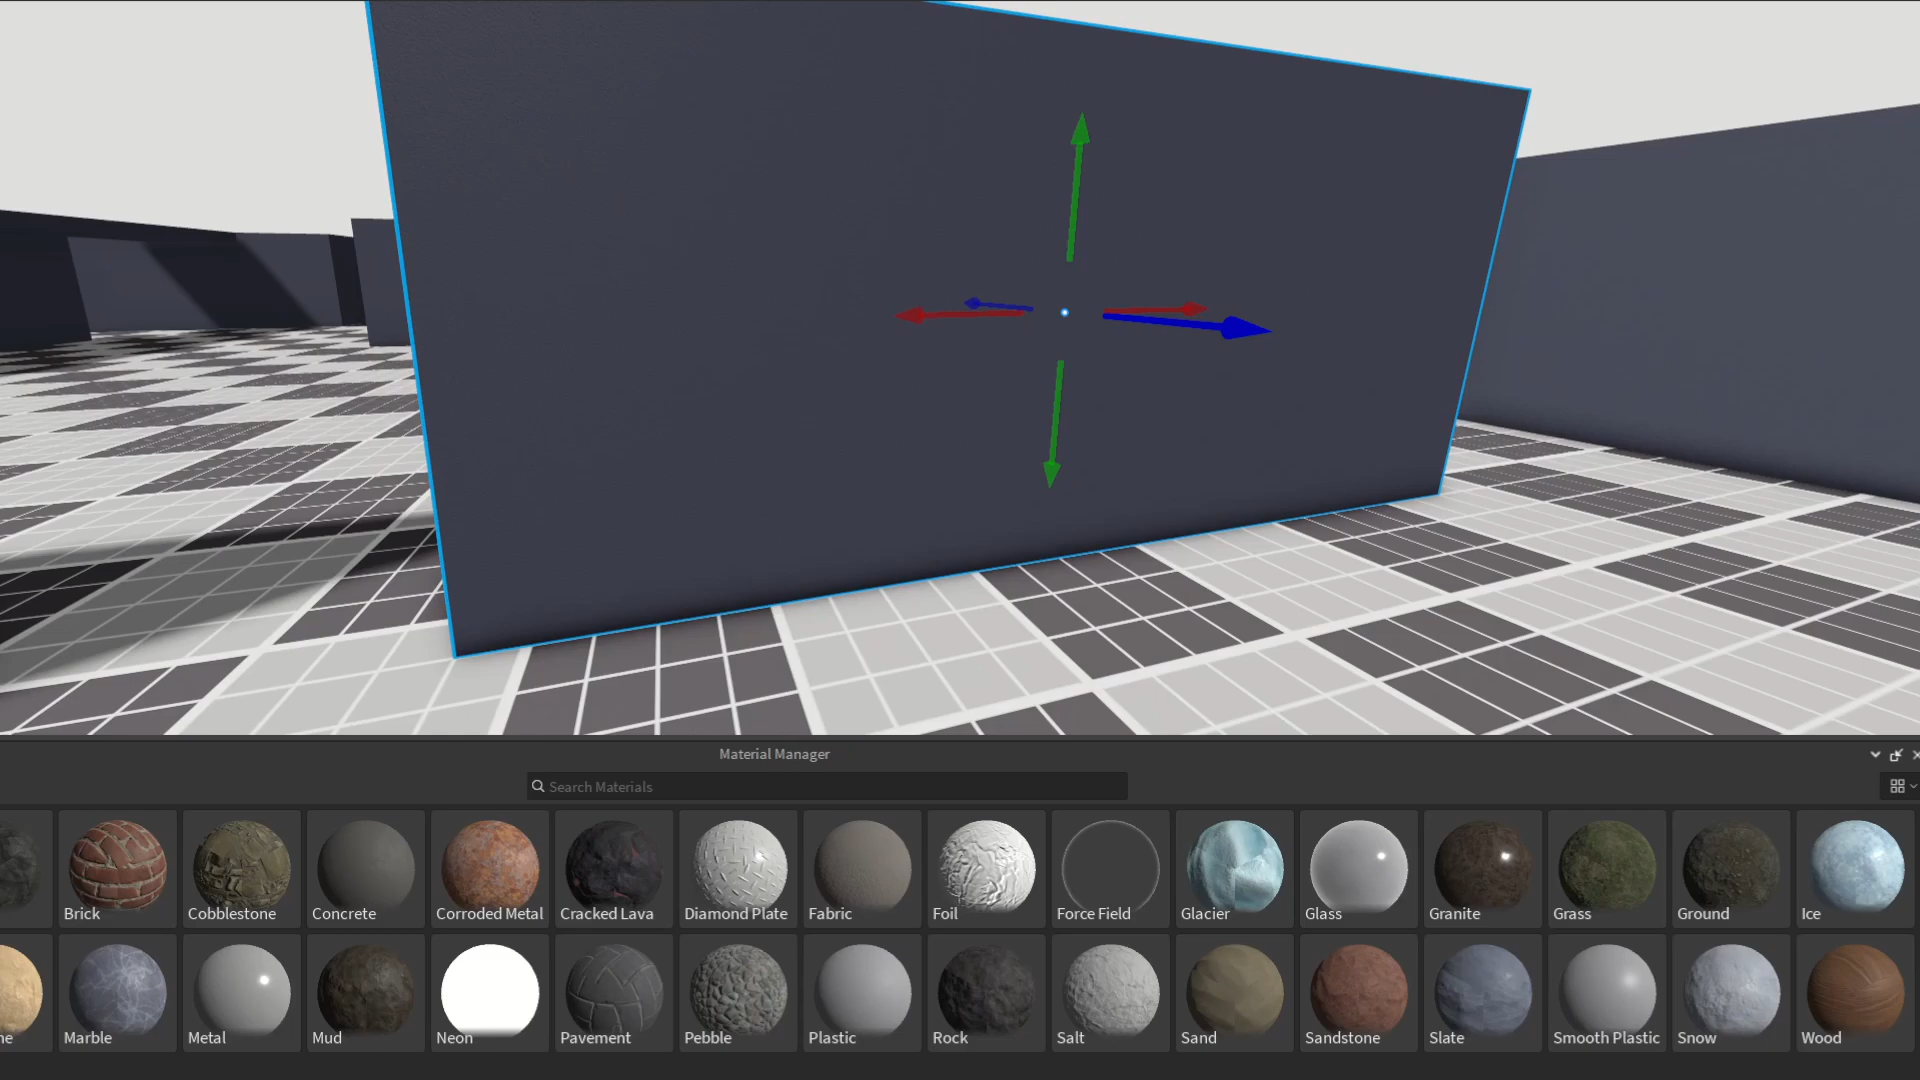 Material Manager
Search Materials
Brick
Cobblestone
Concrete
Corroded Metal
Cracked Lava
Diamond Plate
Fabric
Foil
Force Field
Glacier
Glass
Granite
Grass
Ground
Ice
ne
Marble
Metal
Mud
Neon
Pavement
Pebble
Plastic
Rock
Salt
Sand
Sandstone
Slate
Smooth Plastic
Snow
Wood